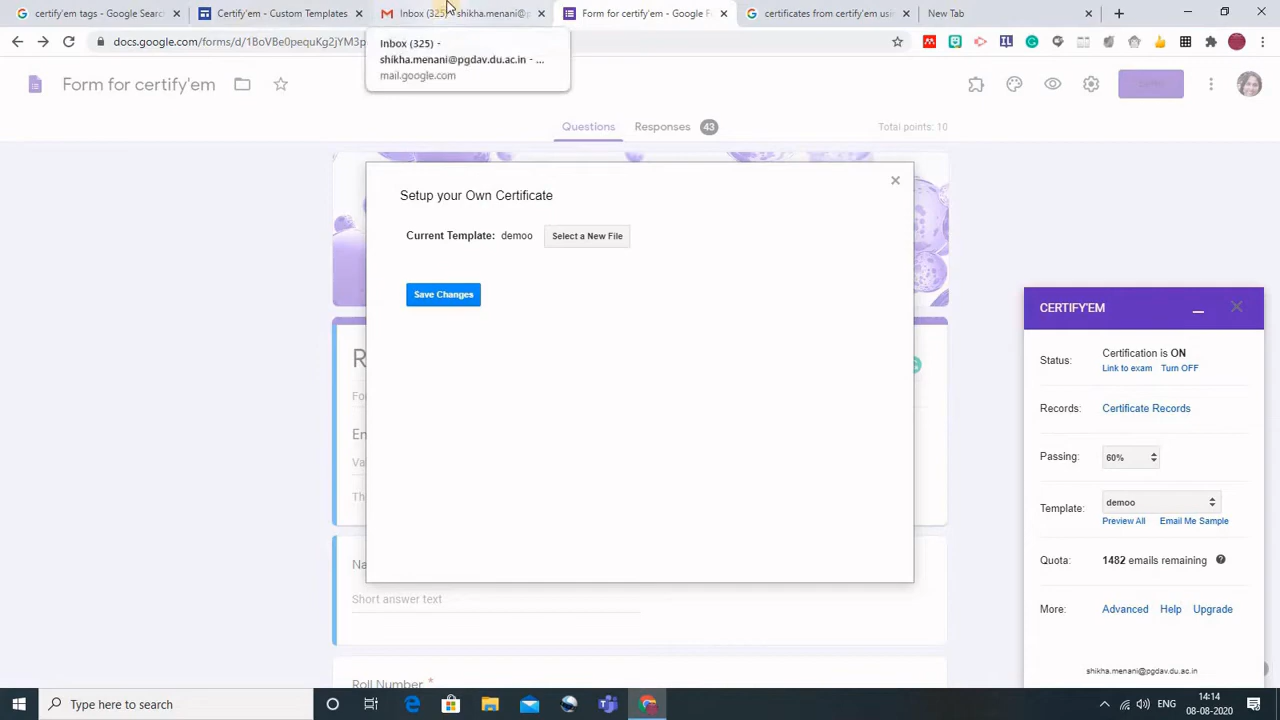 certify'em tags - Google Search
Certify'em - Custom Templates
Inbox (325) - shikha.menani@p
Form for certify'em - Google F
certificates from certify'em usin
New Tab
docs.google.com/forms/d/1BoVBe0p
Inbox (325) -
shikha.menani@pgdav.du.ac.in - ...
mail.google.com
Form for certify'em
Questions
Responses 43
Total points: 10
Setup your Own Certificate
Current Template: demoo Select a New File
Save Changes
Short answer text
Roll Number *
CERTIFY'EM
Status: Certification is ON
Link to exam Turn OFF
Records: Certificate Records
Passing: 60%
Template: demoo
Preview All Email Me Sample
Quota: 1482 emails remaining
More: Advanced Help Upgrade
shikha.menani@pgdav.du.ac.in
Type here to search
ENG
14:14
08-08-2020